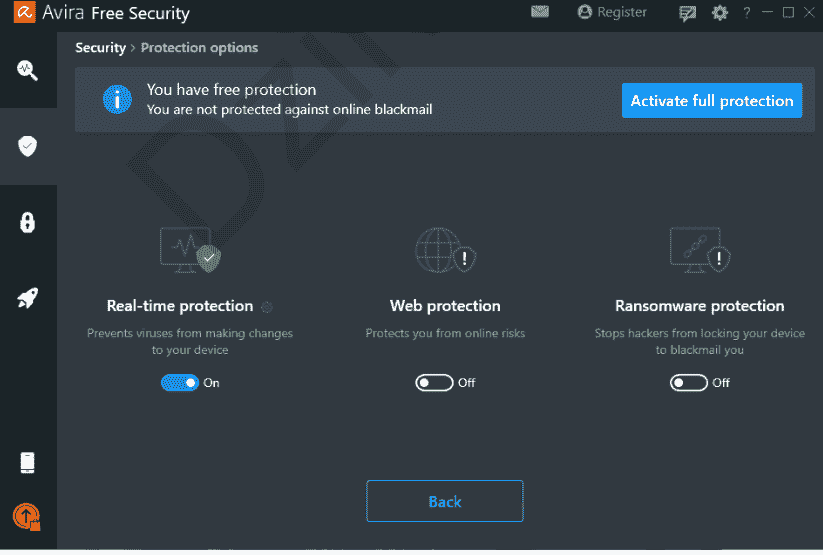 Avira Free Security
Register
?
Security > Protection options
You have free protection
You are not protected against online blackmail
Activate full protection
Real-time protection
Prevents viruses from making changes
to your device
On
Web protection
Protects you from online risks
Off
Ransomware protection
Stops hackers from locking your device
to blackmail you
Off
Back